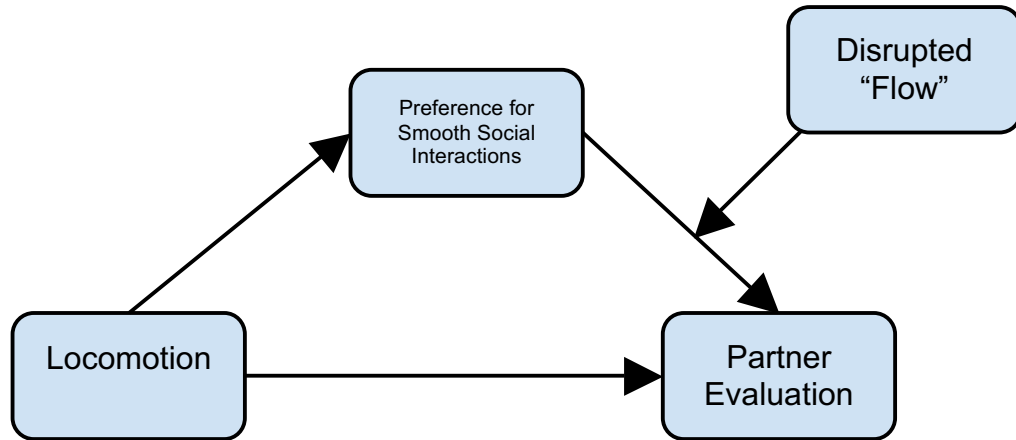 Disrupted
“Flow”
Preference for
Smooth Social
Interactions
Locomotion
Partner
Evaluation